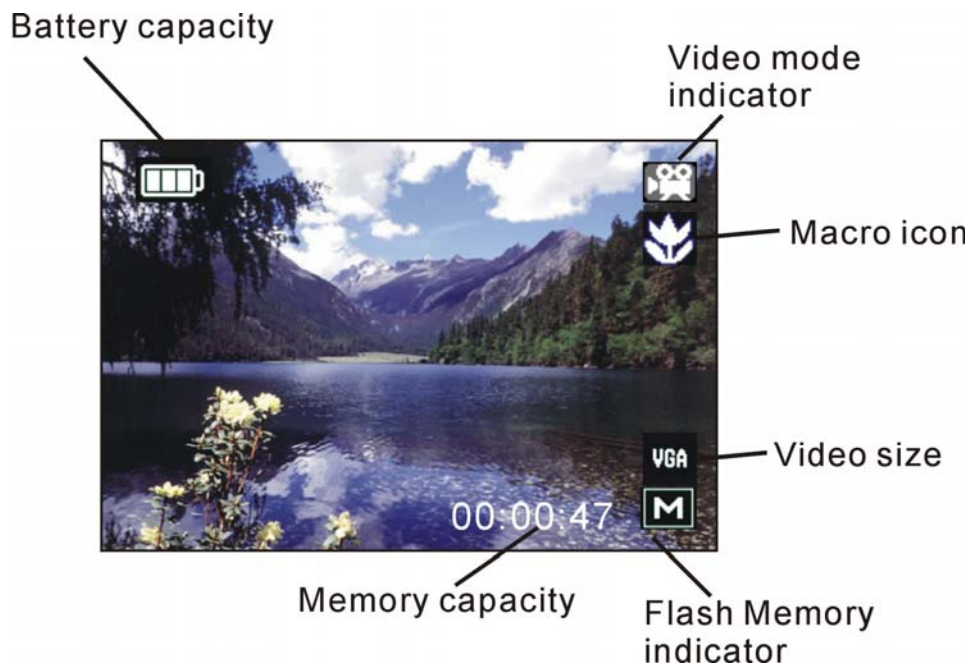 Battery capacity
Video mode
indicator
Macro icon
VGA
Video size
M
00:00:47
Memory capacity
Flash Memory
indicator